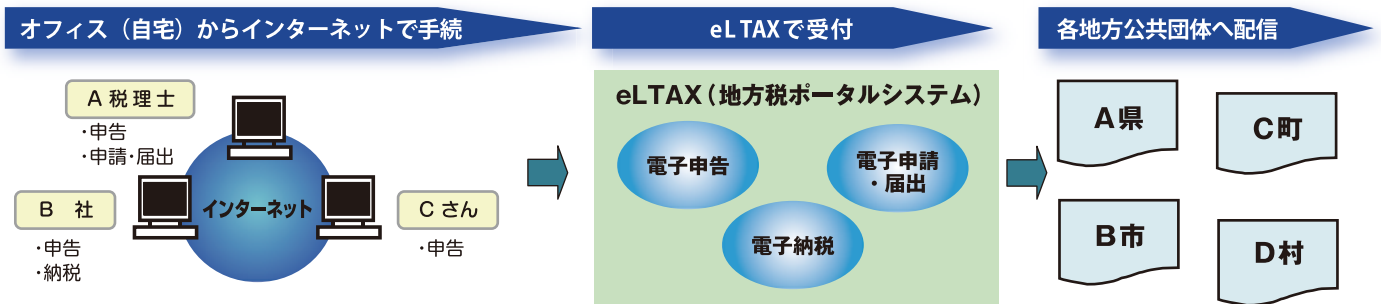 オフィス（自宅）からインターネットで手続
eLTAXで受付
各地方公共団体へ配信
A 税理士
・申告
・申請・届出
B 社
・申告
・納税
インターネット
C さん
・申告
eLTAX（地方税ポータルシステム）
電子申告
電子申請
・届出
電子納税
A県
C町
B市
D村